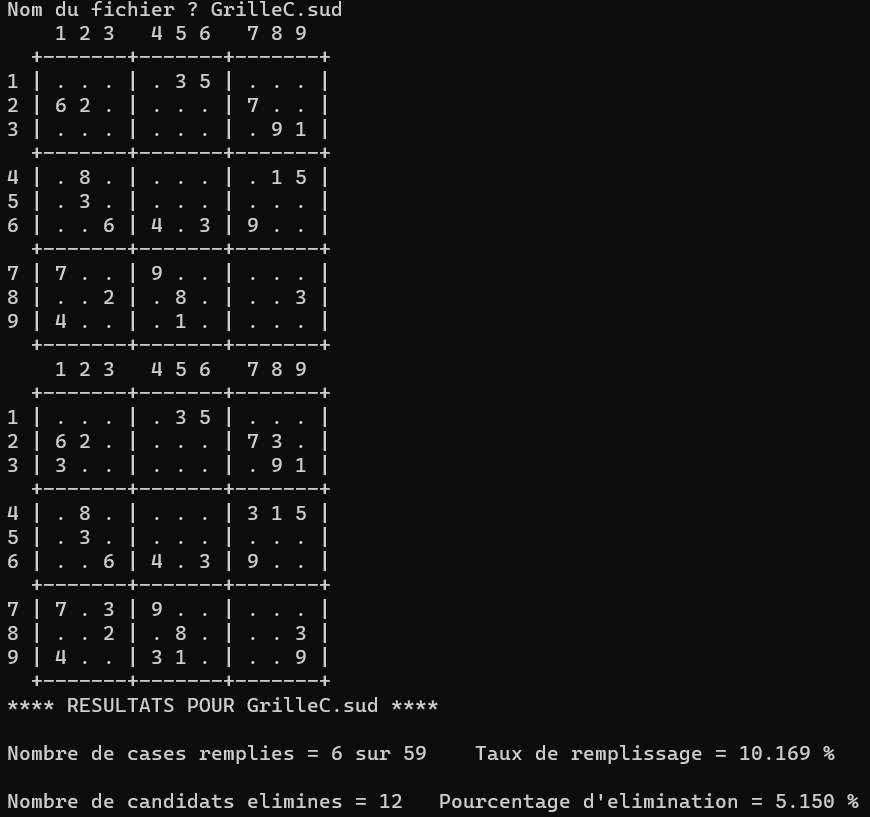 Nom du fichier ? GrilleC.sud
    1 2 3   4 5 6   7 8 9
  +-------+-------+-------+
1 | . . . | . 3 5 | . . . |
2 | 6 2 . | . . . | 7 . . |
3 | . . . | . . . | . 9 1 |
  +-------+-------+-------+
4 | . 8 . | . . . | . 1 5 |
5 | . 3 . | . . . | . . . |
6 | . . 6 | 4 . 3 | 9 . . |
  +-------+-------+-------+
7 | 7 . . | 9 . . | . . . |
8 | . . 2 | . 8 . | . . 3 |
9 | 4 . . | . 1 . | . . . |
  +-------+-------+-------+
    1 2 3   4 5 6   7 8 9
  +-------+-------+-------+
1 | . . . | . 3 5 | . . . |
2 | 6 2 . | . . . | 7 3 . |
3 | 3 . . | . . . | . 9 1 |
  +-------+-------+-------+
4 | . 8 . | . . . | 3 1 5 |
5 | . 3 . | . . . | . . . |
6 | . . 6 | 4 . 3 | 9 . . |
  +-------+-------+-------+
7 | 7 . 3 | 9 . . | . . . |
8 | . . 2 | . 8 . | . . 3 |
9 | 4 . . | 3 1 . | . . 9 |
  +-------+-------+-------+
**** RESULTATS POUR GrilleC.sud ****
Nombre de cases remplies = 6 sur 59    Taux de remplissage = 10.169 %
Nombre de candidats elimines = 12   Pourcentage d'elimination = 5.150 %